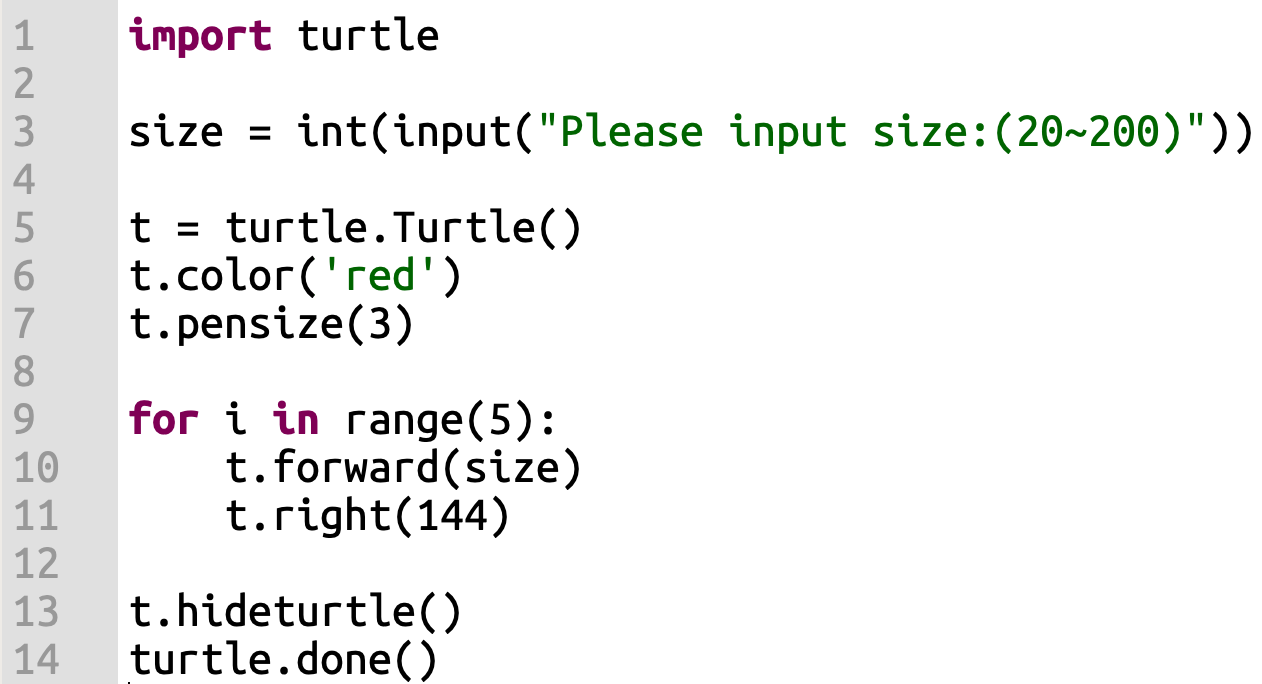 1 import turtle
2
3 size = int(input("Please input size:(20~200)"))
4
5 t = turtle.Turtle()
6 t.color('red')
7 t.pensize(3)
8
9 for i in range(5):
10     t.forward(size)
11     t.right(144)
12
13 t.hideturtle()
14 turtle.done()